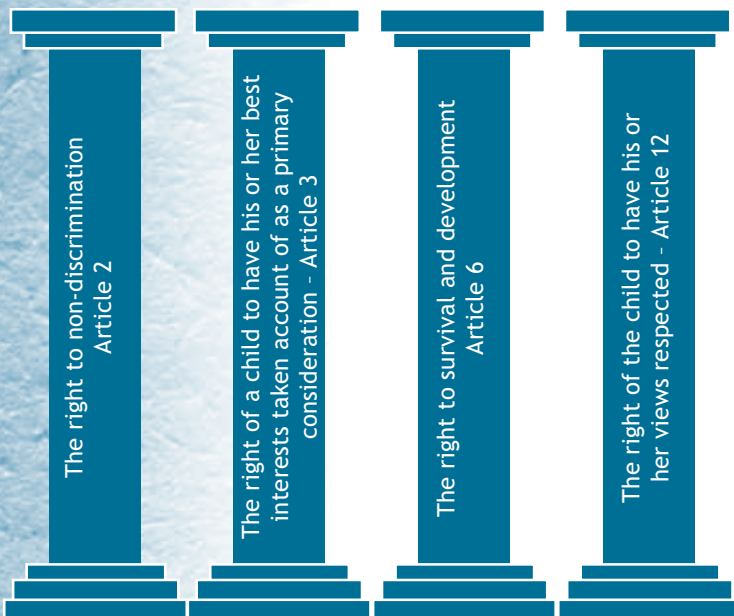 The right to non-discrimination
Article 2
The right of a child to have his or her best
interests taken account of as a primary
consideration – Article 3
The right to survival and development
Article 6
The right of the child to have his or
her views respected – Article 12